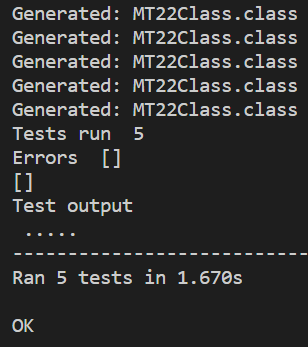 Generated: MT22Class.class
Generated: MT22Class.class
Generated: MT22Class.class
Generated: MT22Class.class
Generated: MT22Class.class
Tests run  5
Errors  []
[]
Test output
 .....
---------------------------
Ran 5 tests in 1.670s

OK